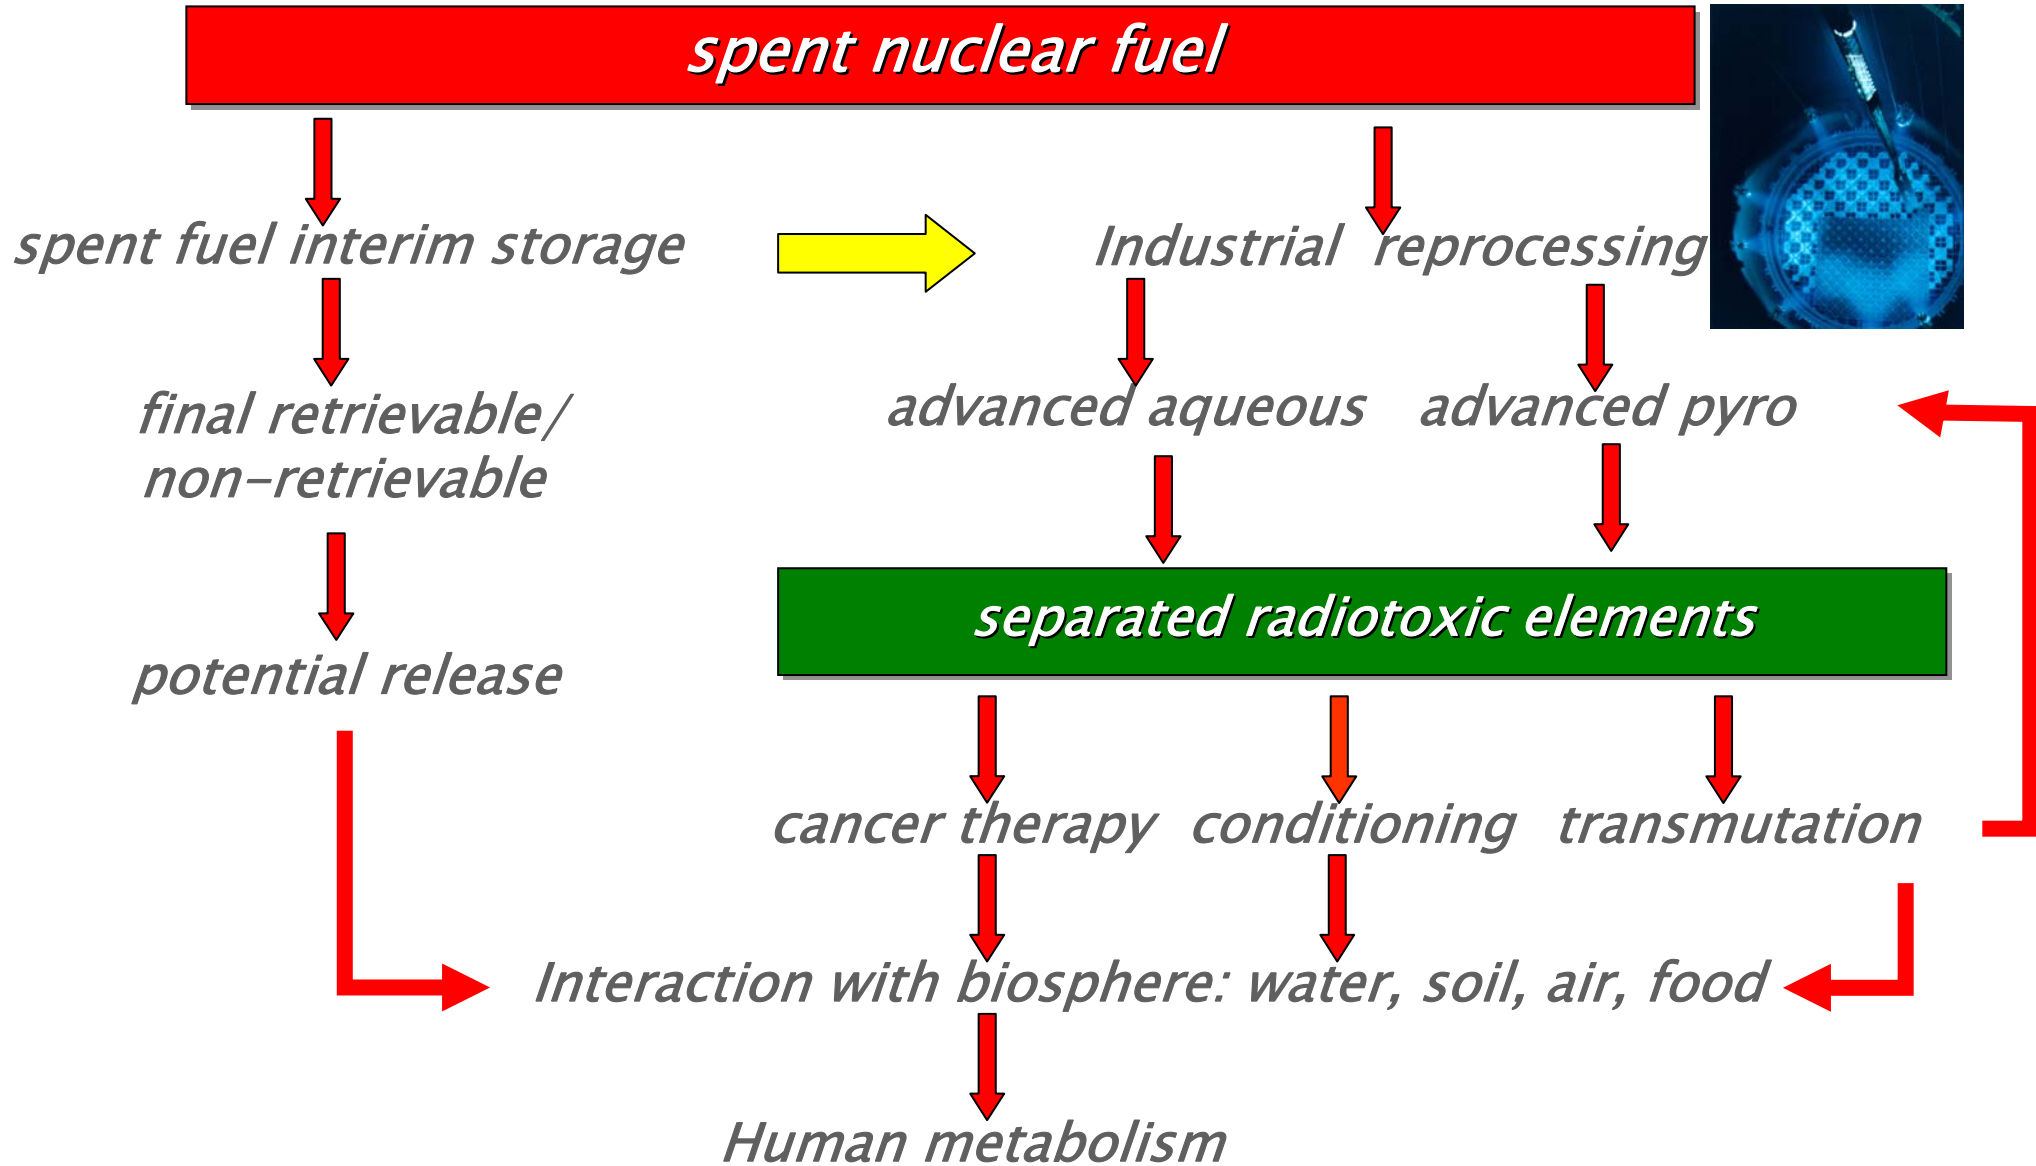 spent nuclear fuel
spent fuel interim storage
Industrial reprocessing
final retrievable/
non-retrievable
advanced aqueous
advanced pyro
separated radiotoxic elements
potential release
cancer therapy
conditioning
transmutation
Interaction with biosphere: water, soil, air, food
Human metabolism